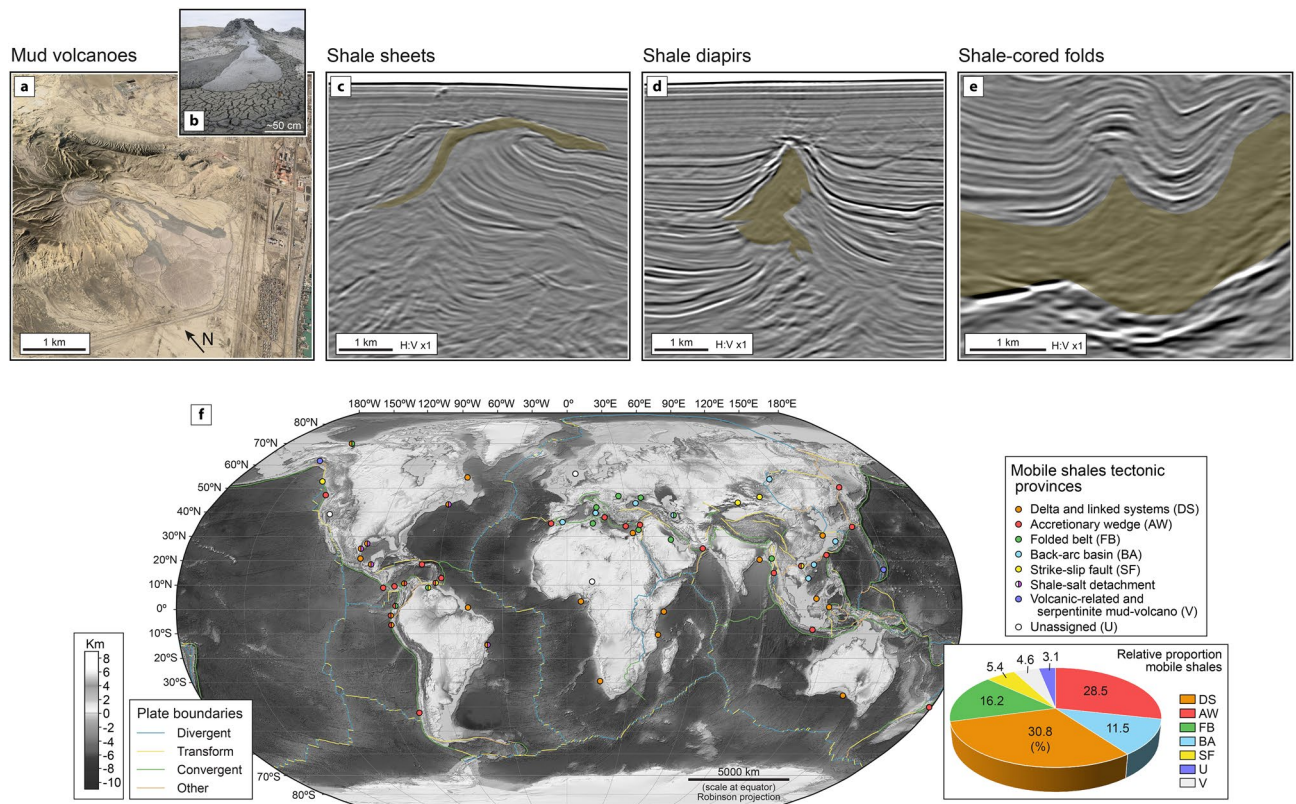 Mud volcanoes
a
b
~50 cm
1 km
N
Shale sheets
c
1 km
H:V x1
Shale diapirs
d
1 km
H:V x1
Shale-cored folds
e
1 km
H:V x1
f
180°W 150°W 120°W 90°W 60°W 30°W 0° 30°E 60°E 90°E 120°E 150°E 180°E
80°N
70°N
60°N
50°N
40°N
30°N
20°N
10°N
0°
10°S
20°S
30°S
70°S
80°S
Km
8
6
4
2
0
-2
-4
-6
-8
-10
Plate boundaries
Divergent
Transform
Convergent
Other
5000 km
(scale at equator)
Robinson projection
Mobile shales tectonic
provinces
Delta and linked systems (DS)
Accretionary wedge (AW)
Folded belt (FB)
Back-arc basin (BA)
Strike-slip fault (SF)
Shale-salt detachment
Volcanic-related and
serpentinite mud-volcano (V)
Unassigned (U)
Relative proportion
mobile shales
5.4
4.6
3.1
28.5
16.2
11.5
30.8
(%)
DS
AW
FB
BA
SF
U
V